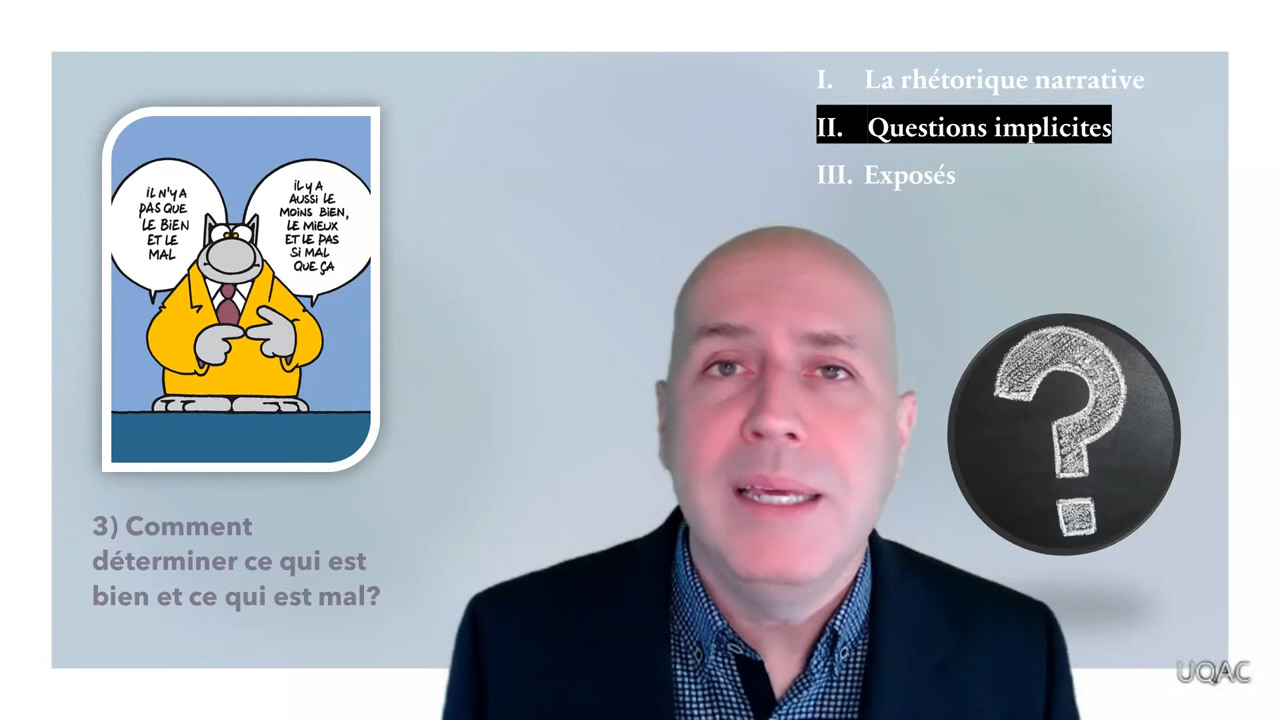 I. La rhétorique narrative
II. Questions implicites
III. Exposés
IL N'Y A
PAS QUE
LE BIEN
ET LE
MAL
IL Y A
AUSSI LE
MOINS BIEN,
LE MIEUX
ET LE PAS
SI MAL
QUE ÇA
3) Comment
déterminer ce qui est
bien et ce qui est mal?
UQAC